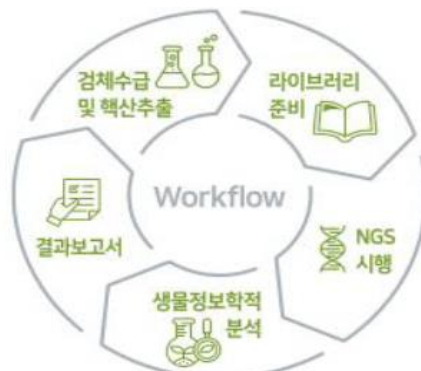 검체수급
및 핵산추출
라이브러리
준비
Workflow
NGS
시행
생물정보학적
분석
결과보고서